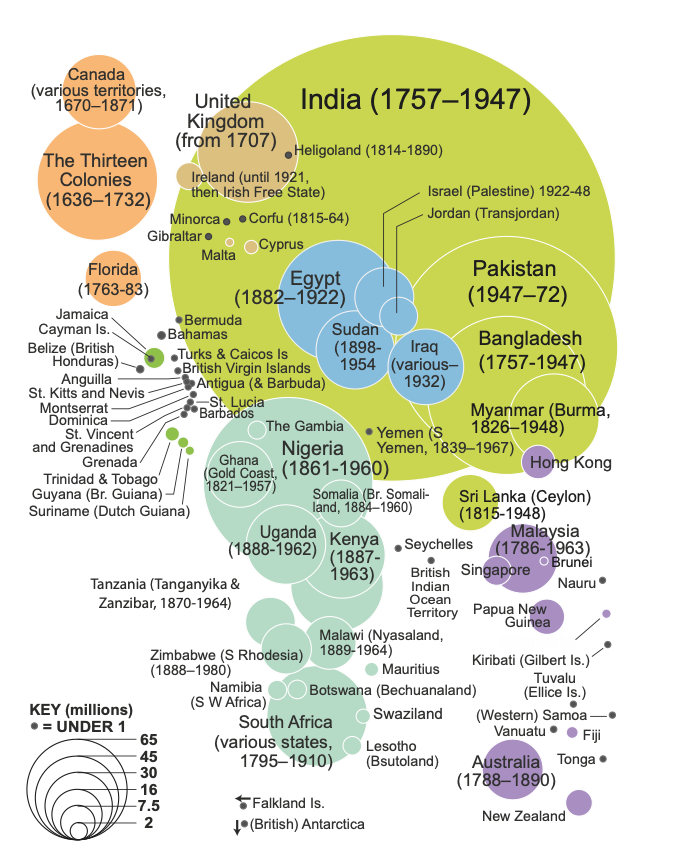 Canada
(various territories,
1670–1871)
United
Kingdom
(from 1707)
India (1757–1947)
The Thirteen
Colonies
(1636–1732)
Heligoland (1814-1890)
Ireland (until 1921,
then Irish Free State)
Israel (Palestine) 1922-48
Jordan (Transjordan)
Minorca
Corfu (1815-64)
Gibraltar
Malta
Cyprus
Florida
(1763-83)
Egypt
(1882–1922)
Pakistan
(1947–72)
Jamaica
Cayman Is.
Bermuda
Bahamas
Belize (British
Honduras)
Turks & Caicos Is
British Virgin Islands
Anguilla
Antigua (& Barbuda)
St. Kitts and Nevis
Montserrat
St. Lucia
Dominica
Barbados
St. Vincent
and Grenadines
Grenada
Trinidad & Tobago
Guyana (Br. Guiana)
Suriname (Dutch Guiana)
Sudan
(1898-
1954
Iraq
(various–
1932)
Bangladesh
(1757-1947)
Myanmar (Burma,
1826–1948)
The Gambia
Yemen (S
Yemen, 1839–1967)
Hong Kong
Nigeria
(1861-1960)
Ghana
(Gold Coast,
1821–1957)
Somalia (Br. Somali-
land, 1884–1960)
Sri Lanka (Ceylon)
(1815-1948)
Uganda
(1888-1962)
Kenya
(1887-
1963)
Malaysia
(1786-1963)
Seychelles
Brunei
Singapore
British
Indian
Ocean
Territory
Nauru
Tanzania (Tanganyika &
Zanzibar, 1870-1964)
Papua New
Guinea
Malawi (Nyasaland,
1889-1964)
Zimbabwe (S Rhodesia)
(1888–1980)
Mauritius
Kiribati (Gilbert Is.)
Tuvalu
(Ellice Is.)
Namibia
(S W Africa)
Botswana (Bechuanaland)
Swaziland
(Western) Samoa
Vanuatu
Fiji
South Africa
(various states,
1795–1910)
Lesotho
(Bsutoland)
Australia
(1788–1890)
Tonga
New Zealand
KEY (millions)
= UNDER 1
65
45
30
16
7.5
2
Falkland Is.
(British) Antarctica